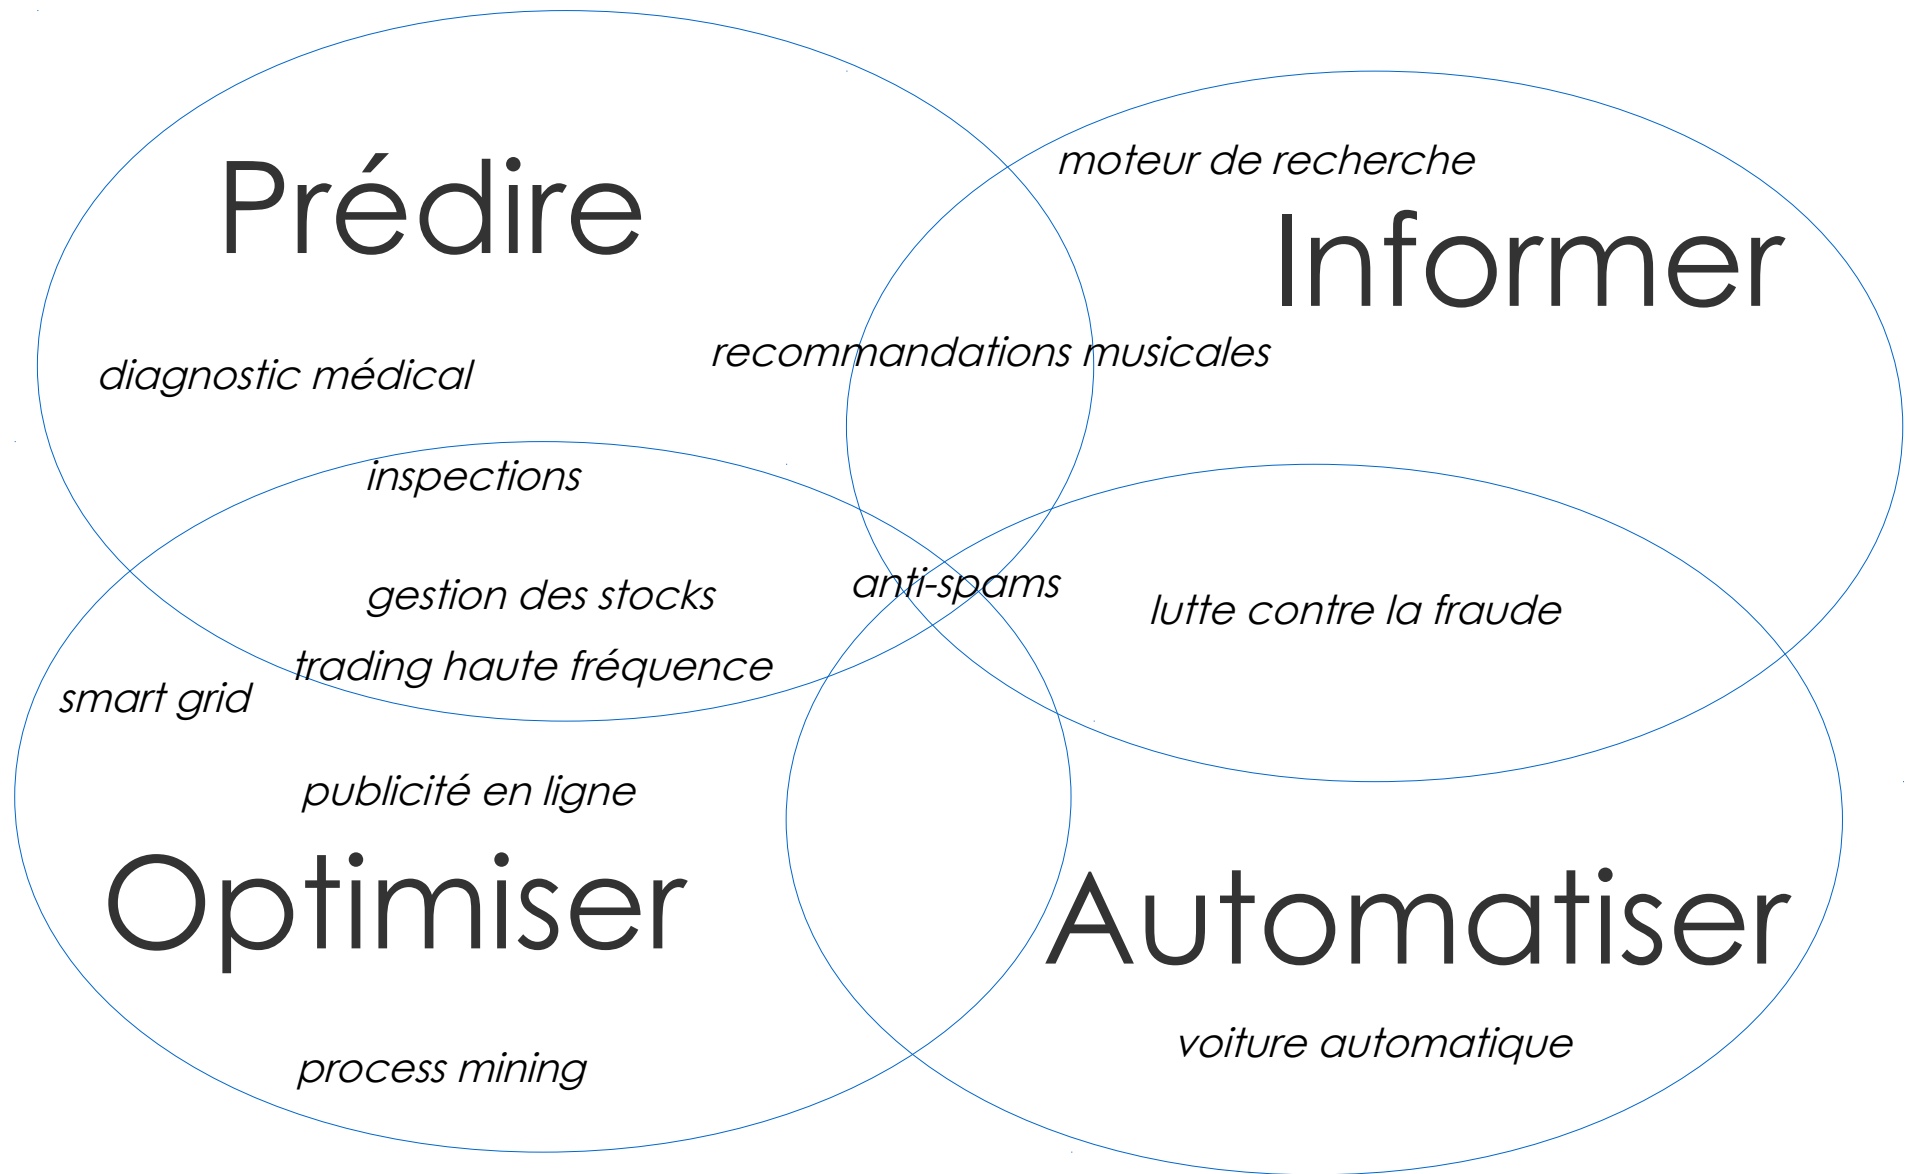 moteur de recherche
Prédire
Informer
recommandations musicales
diagnostic médical
inspections
anti-spams
gestion des stocks
lutte contre la fraude
trading haute fréquence
smart grid
publicité en ligne
Optimiser
Automatiser
voiture automatique
process mining